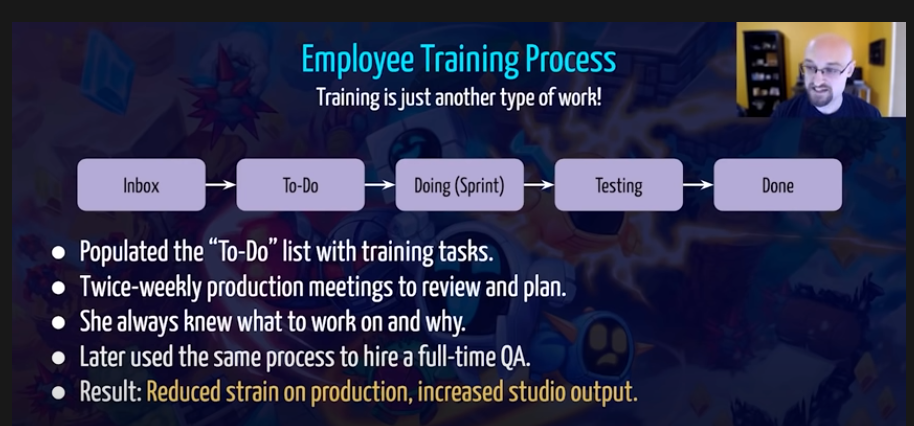 Employee Training Process
Training is just another type of work!
Inbox
To-Do
Doing (Sprint)
Testing
Done
● Populated the “To-Do” list with training tasks.
● Twice-weekly production meetings to review and plan.
● She always knew what to work on and why.
● Later used the same process to hire a full-time QA.
● Result: Reduced strain on production, increased studio output.